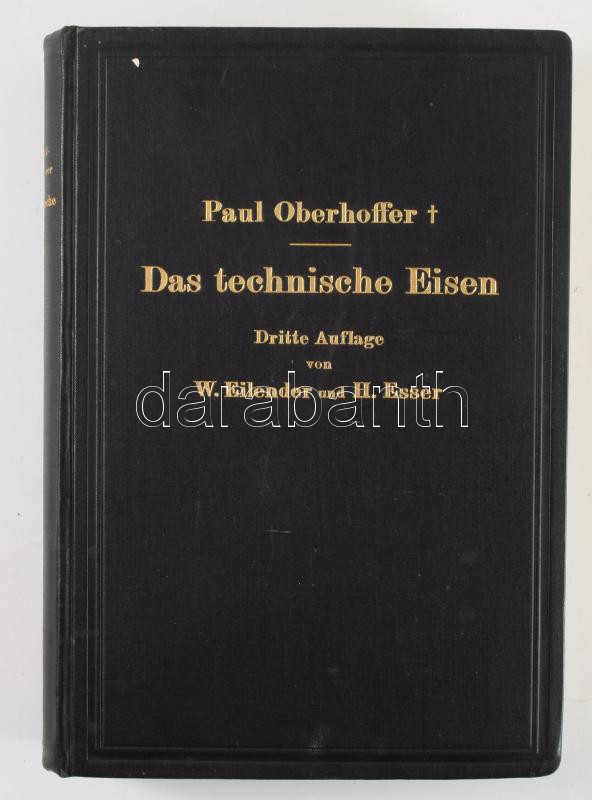 Paul Oberhoffer †
Das technische Eisen
Dritte Auflage
von
W. Eilender und H. Esser
darabanth